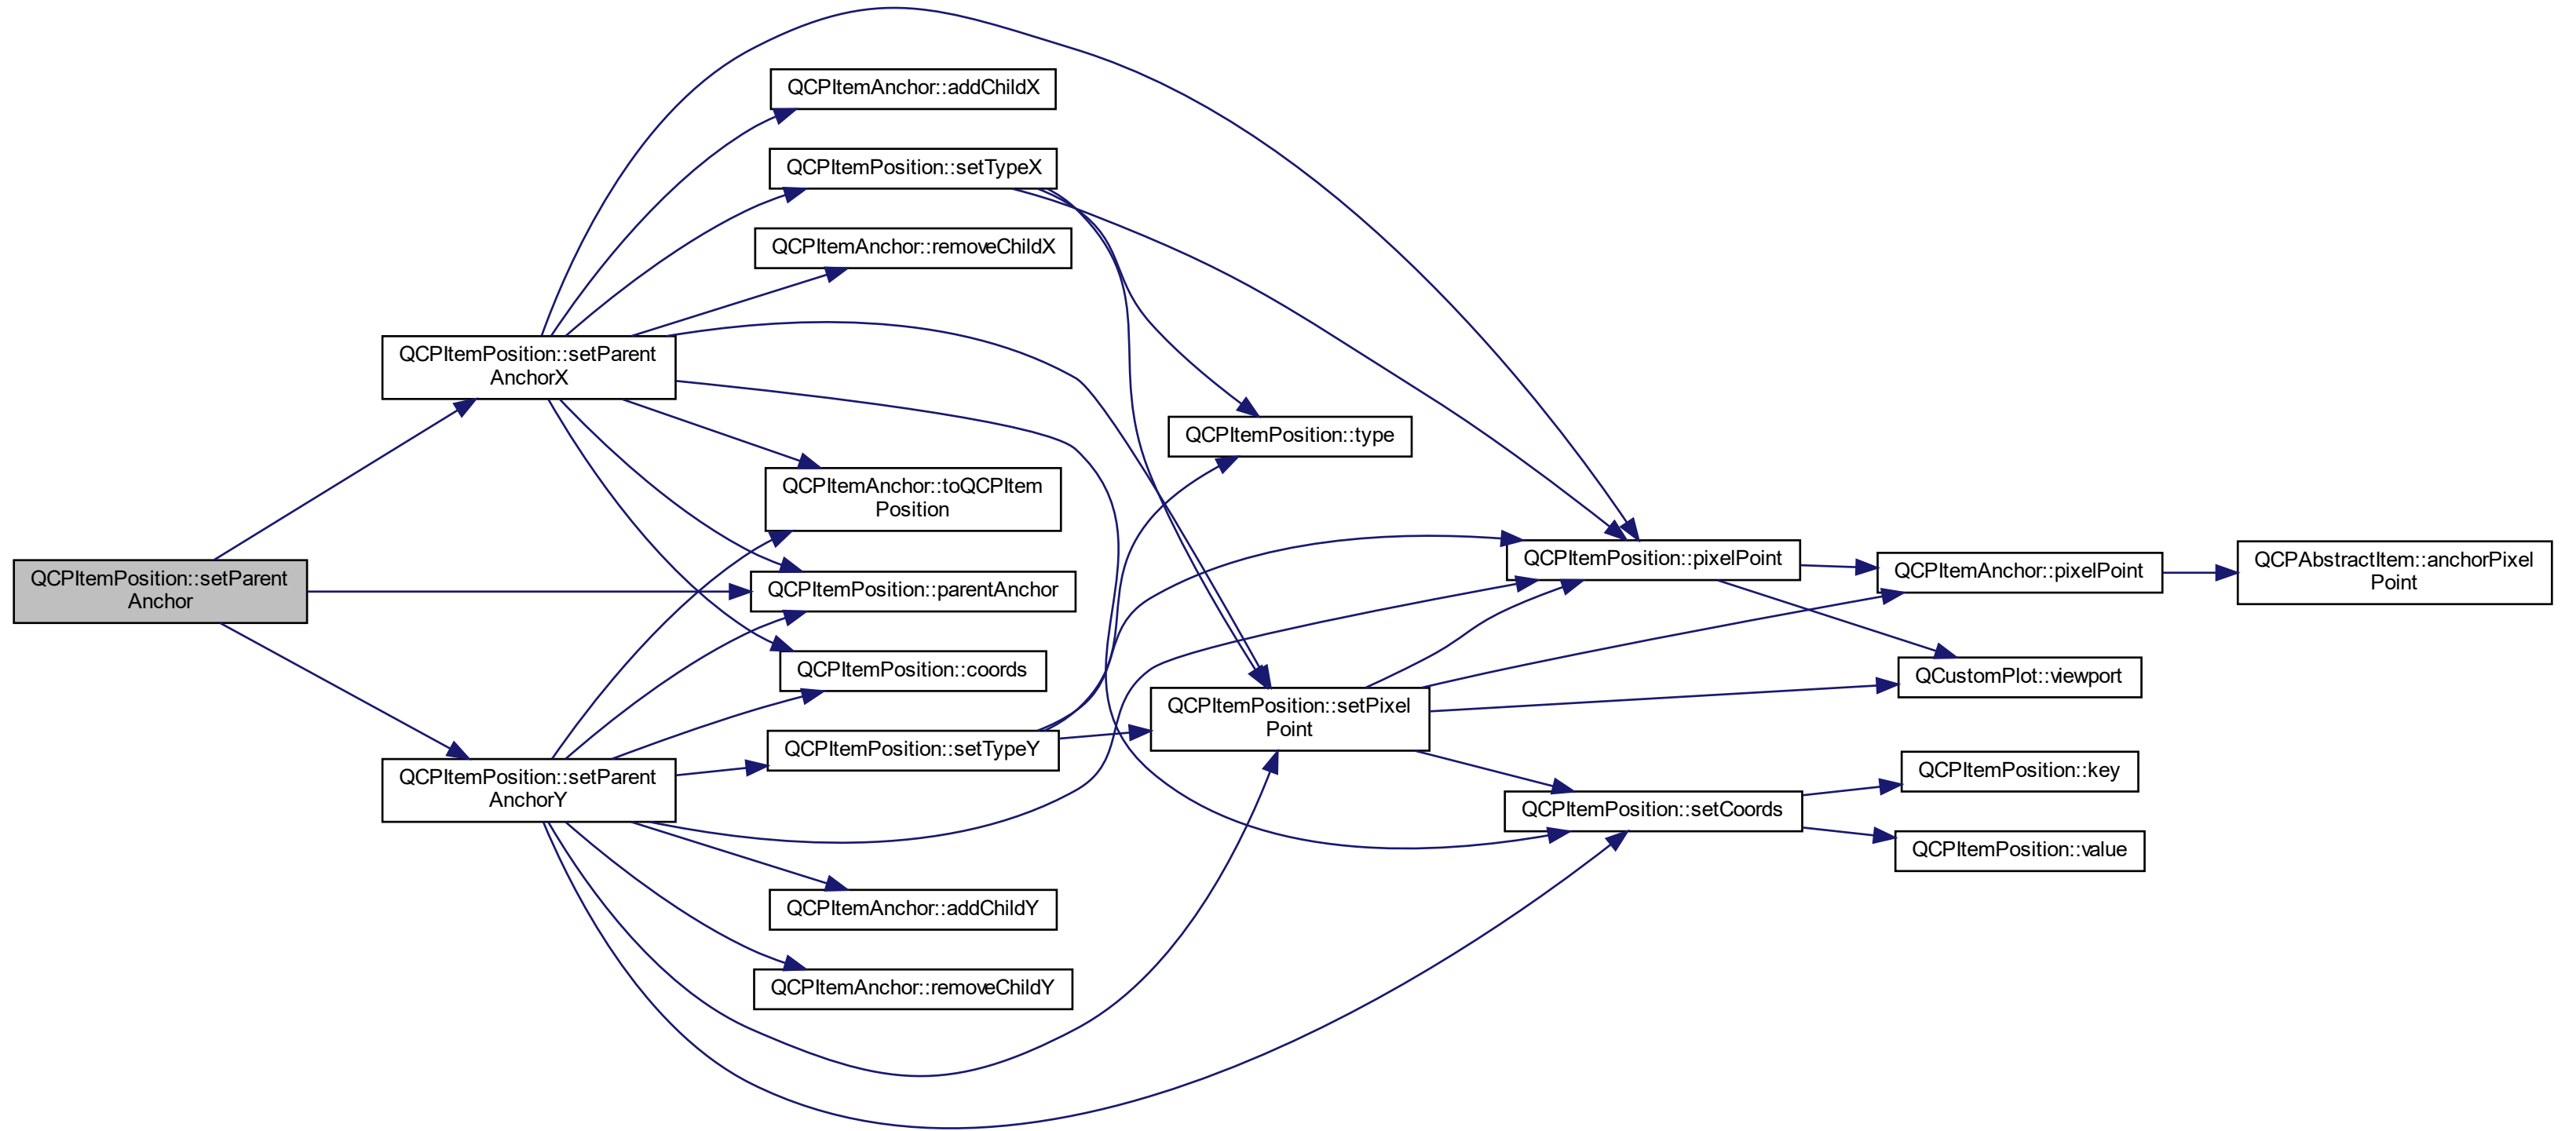 QCPItemPosition::setParent
Anchor
QCPItemPosition::setParent
AnchorX
QCPItemPosition::setParent
AnchorY
QCPItemAnchor::addChildX
QCPItemPosition::setTypeX
QCPItemAnchor::removeChildX
QCPItemAnchor::toQCPItem
Position
QCPItemPosition::parentAnchor
QCPItemPosition::coords
QCPItemPosition::setTypeY
QCPItemAnchor::addChildY
QCPItemAnchor::removeChildY
QCPItemPosition::type
QCPItemPosition::setPixel
Point
QCPItemPosition::pixelPoint
QCPItemPosition::setCoords
QCPItemAnchor::pixelPoint
QCustomPlot::viewport
QCPItemPosition::key
QCPItemPosition::value
QCPAbstractItem::anchorPixel
Point